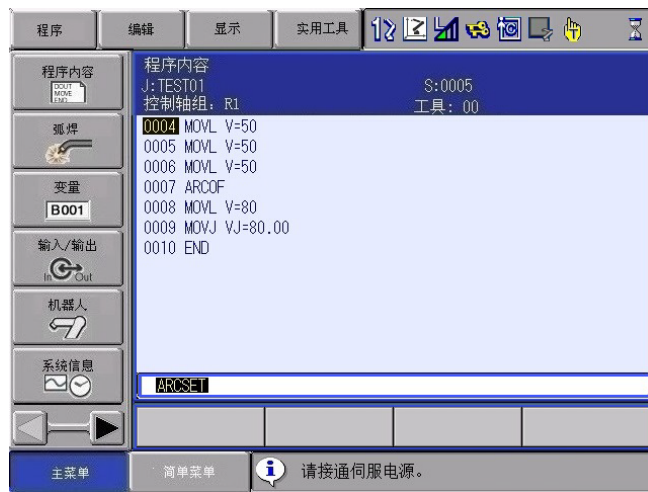 程序
编辑
显示
实用工具
程序内容
DOUT
MOVE
END
弧焊
变量
B001
输入/输出
In Out
机器人
系统信息
程序内容
J:TEST01 S:0005
控制轴组: R1 工具: 00
0004 MOVL V=50
0005 MOVL V=50
0006 MOVL V=50
0007 ARCOF
0008 MOVL V=80
0009 MOVJ VJ=80.00
0010 END
ARCSET
主菜单
简单菜单
请接通伺服电源。